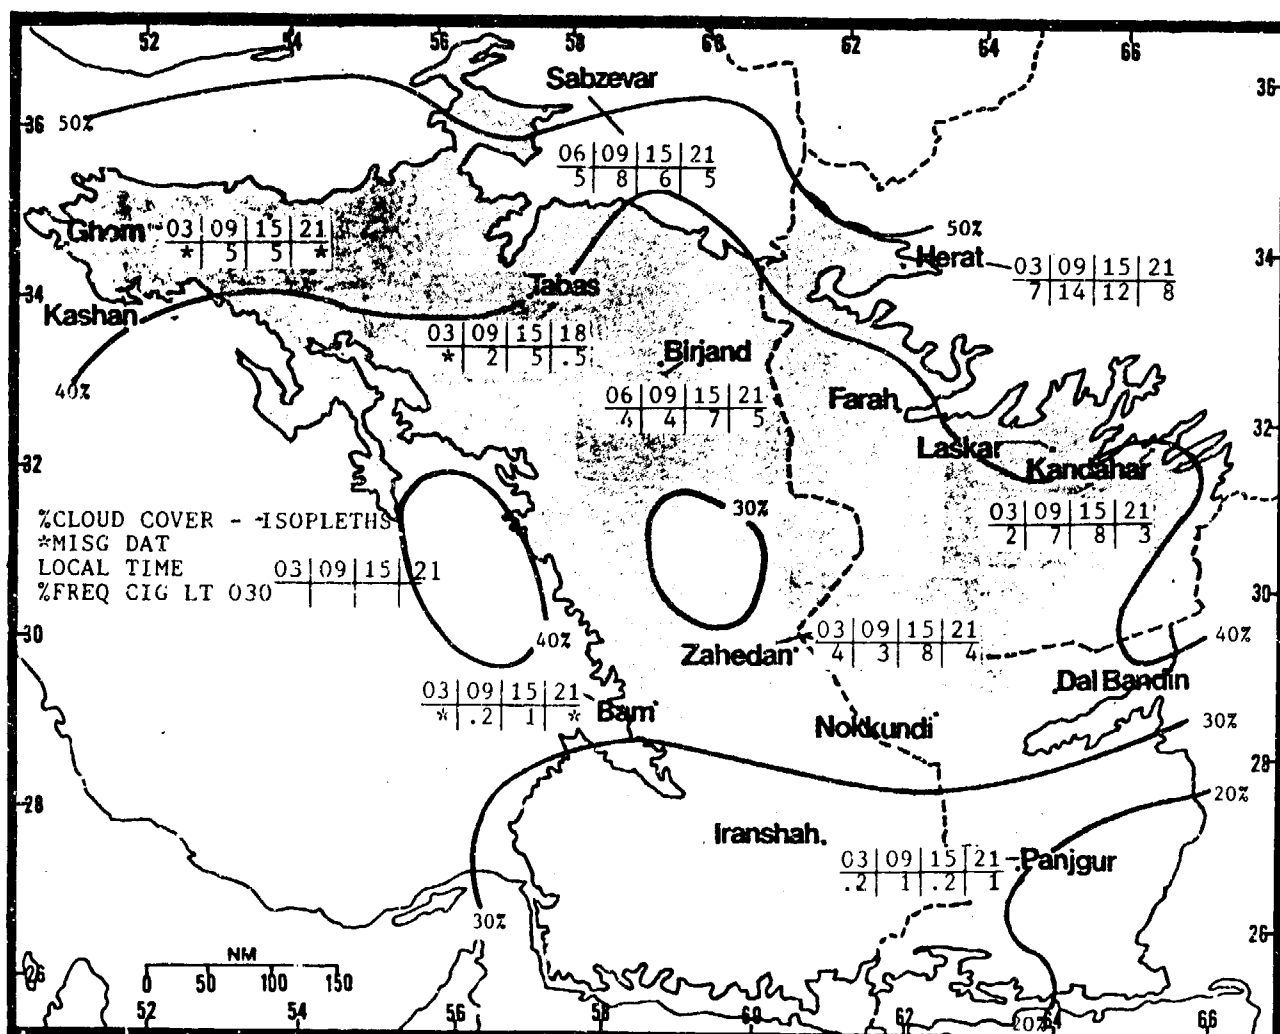 52 54 56 58 60 62 64 66
Sabzevar
36
50%
36
06 09 15 21
5 8 6 5
Ghom 03 09 15 21
* 5 5 *
50%
Herat 03 09 15 21
7 14 12 8
34
34
Tabas
Kashan
03 09 15 18
* 2 5 .5
Birjand
40%
06 09 15 21
4 4 7 5
Farah
Laskar
32
32
Kandahar
03 09 15 21
2 7 8 3
30%
%CLOUD COVER - -ISOPLETHS
*MISG DAT
LOCAL TIME 03 09 15 21
%FREQ CIG LT 030
30
30
40%
40%
Zahedan 03 09 15 21
4 3 8 4
Dal Bandin
03 09 15 21
* .2 1 *
Bam
Nokkundi
30%
28
28
20%
Iranshah.
03 09 15 21 Panjgur
.2 1 .2 1
30%
26
26
NM
0 50 100 150
52 54 56 58 60 62 64 66
20%